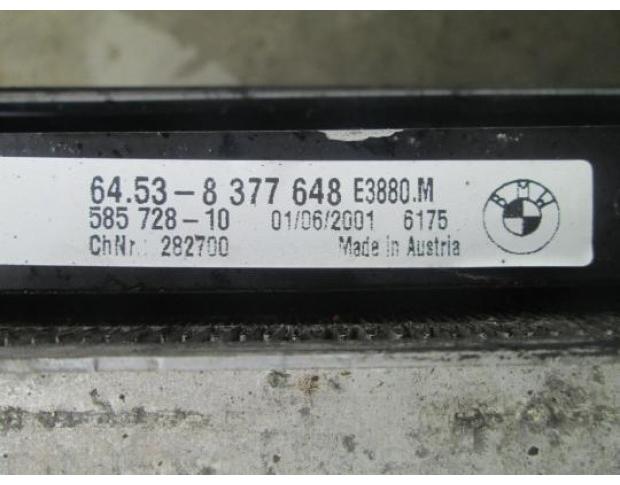 64.53-8 377 648 E3880.M
585 728-10 01/06/2001 6175
ChNr.: 282700 Made in Austria
BMW